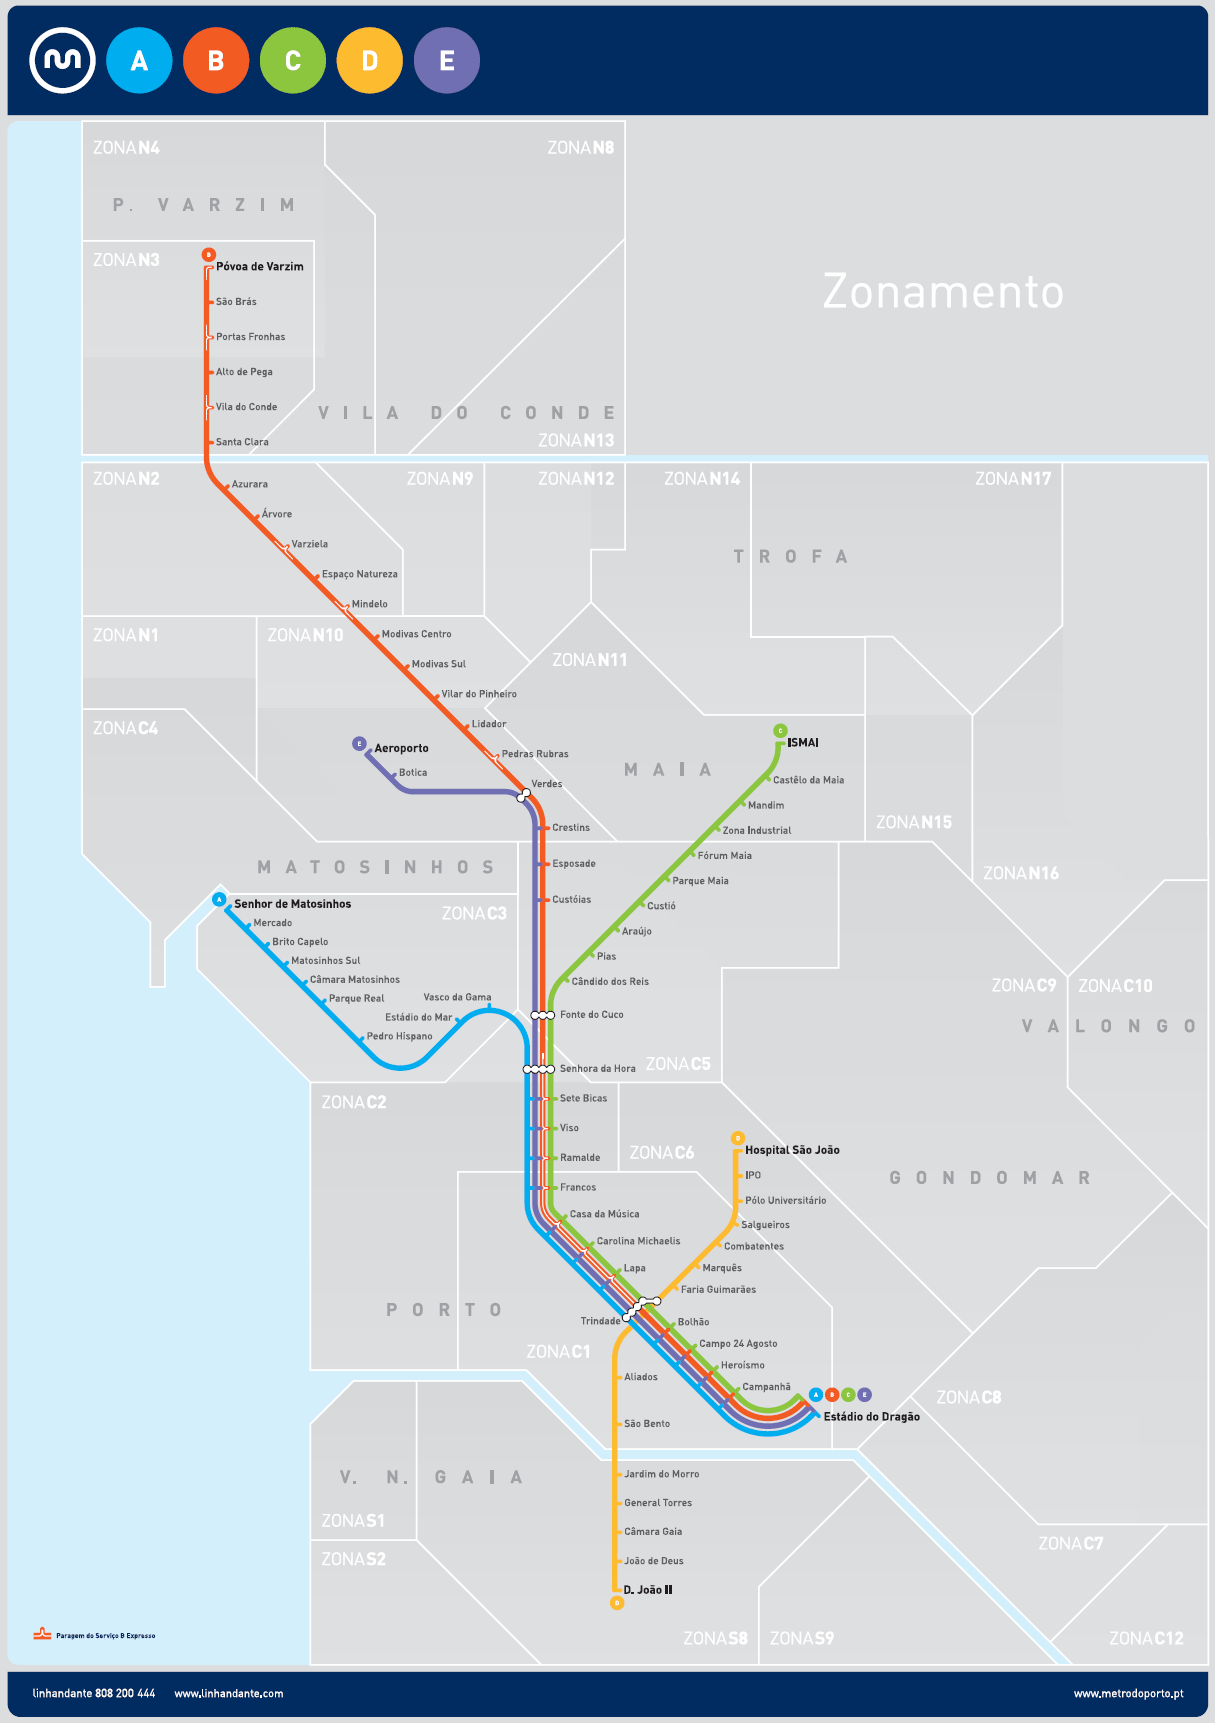 A B C D E
ZONA N4
ZONA N8
P. VARZIM
ZONA N3
B
Póvoa de Varzim
Zonamento
São Brás
Portas Fronhas
Alto de Pega
Vila do Conde
VILA DO CONDE
Santa Clara
ZONA N13
ZONA N2
ZONA N9
ZONA N12
ZONA N14
ZONA N17
Azurara
Árvore
Varziela
TROFA
Espaço Natureza
Mindelo
ZONA N1
ZONA N10
Modivas Centro
ZONA N11
Modivas Sul
Vilar do Pinheiro
ZONA C4
Lidador
C
ISMAI
E
Aeroporto
Pedras Rubras
Botica
MAIA
Verdes
Castêlo da Maia
Mandim
Crestins
Zona Industrial
ZONA N15
Esposade
Fórum Maia
MATOSINHOS
Parque Maia
ZONA N16
A
Senhor de Matosinhos
Custóias
Custió
ZONA C3
Mercado
Araújo
Brito Capelo
Matosinhos Sul
Pias
Câmara Matosinhos
Cândido dos Reis
ZONA C9
ZONA C10
Parque Real
Vasco da Gama
Estádio do Mar
Fonte do Cuco
VALONGO
Pedro Hispano
Senhora da Hora
ZONA C5
ZONA C2
Sete Bicas
Viso
D
Hospital São João
ZONA C6
Ramalde
IPO
GONDOMAR
Francos
Pólo Universitário
Casa da Música
Salgueiros
Carolina Michaelis
Combatentes
Lapa
Marquês
Faria Guimarães
PORTO
Trindade
Bolhão
ZONA C1
Campo 24 Agosto
Heroísmo
Aliados
Campanhã
A B C E
ZONA C8
Estádio do Dragão
São Bento
V. N. GAIA
Jardim do Morro
General Torres
ZONA S1
Câmara Gaia
ZONA C7
ZONA S2
João de Deus
D. João II
D
ZONA S8
ZONA S9
ZONA C12
Paragem do Serviço B Expresso
linhandante 808 200 444 www.linhandante.com
www.metrodoporto.pt